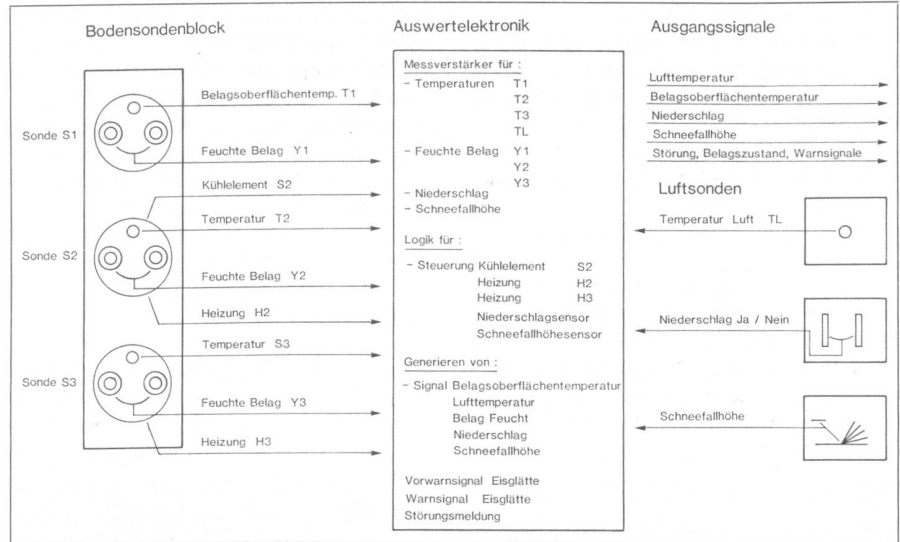 Bodensondenblock
Sonde S1
Sonde S2
Sonde S3
Belagsoberflächentemp. T1
Feuchte Belag Y1
Kühlelement S2
Temperatur T2
Feuchte Belag Y2
Heizung H2
Temperatur S3
Feuchte Belag Y3
Heizung H3
Auswertelektronik
Messverstärker für :
- Temperaturen T1
T2
T3
TL
- Feuchte Belag Y1
Y2
Y3
- Niederschlag
- Schneefallhöhe
Logik für :
- Steuerung Kühlelement S2
Heizung H2
Heizung H3
Niederschlagsensor
Schneefallhöhesensor
Generieren von :
- Signal Belagsoberflächentemperatur
Lufttemperatur
Belag Feucht
Niederschlag
Schneefallhöhe
Vorwarnsignal Eisglätte
Warnsignal Eisglätte
Störungsmeldung
Ausgangssignale
Lufttemperatur
Belagsoberflächentemperatur
Niederschlag
Schneefallhöhe
Störung, Belagszustand, Warnsignale
Luftsonden
Temperatur Luft TL
Niederschlag Ja / Nein
Schneefallhöhe